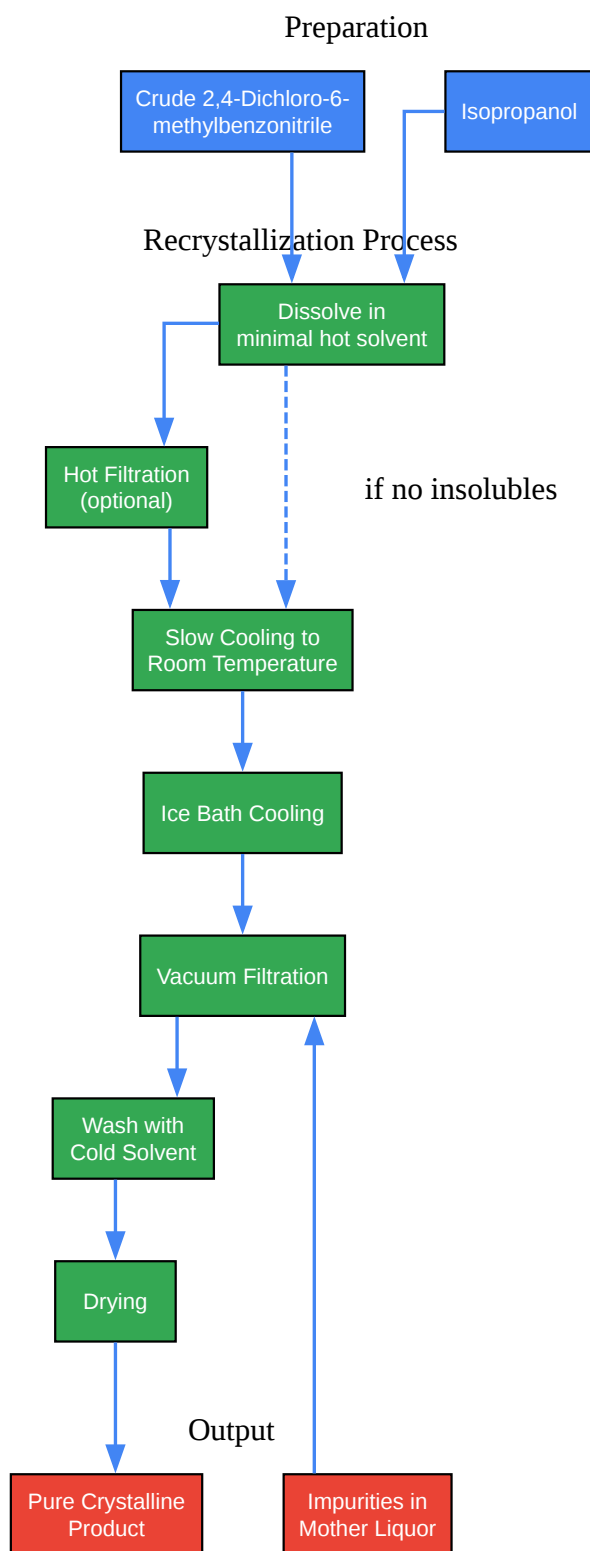 Preparation
Crude 2,4-Dichloro-6-
methylbenzonitrile
Isopropanol
Recrystallization Process
Dissolve in
minimal hot solvent
Hot Filtration
(optional)
if no insolubles
Slow Cooling to
Room Temperature
Ice Bath Cooling
Vacuum Filtration
Wash with
Cold Solvent
Drying
Output
Pure Crystalline
Product
Impurities in
Mother Liquor